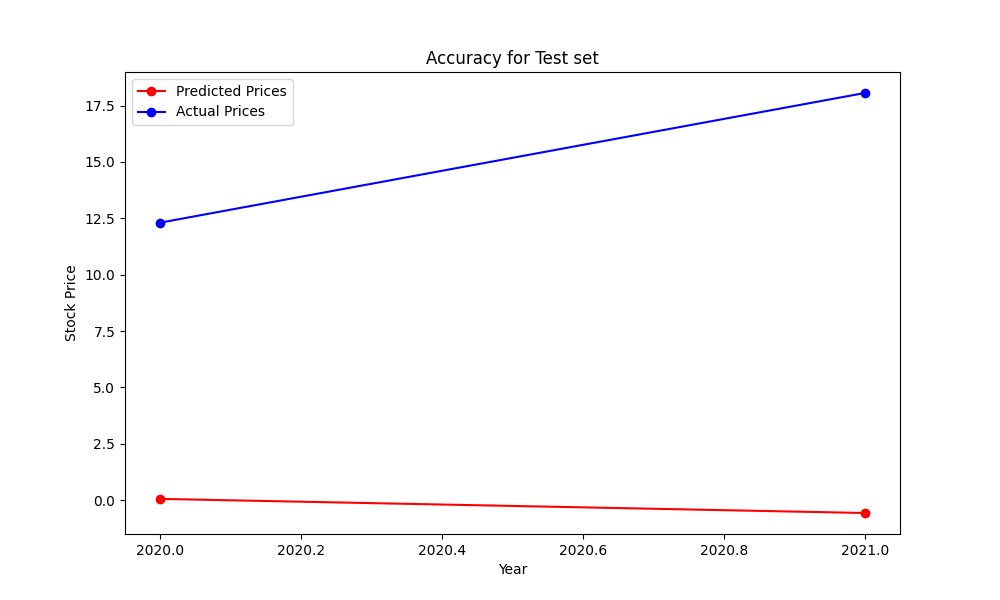 Accuracy for Test set
Predicted Prices
Actual Prices
17.5
15.0
12.5
10.0
7.5
5.0
2.5
0.0
Stock Price
2020.0 2020.2 2020.4 2020.6 2020.8 2021.0
Year